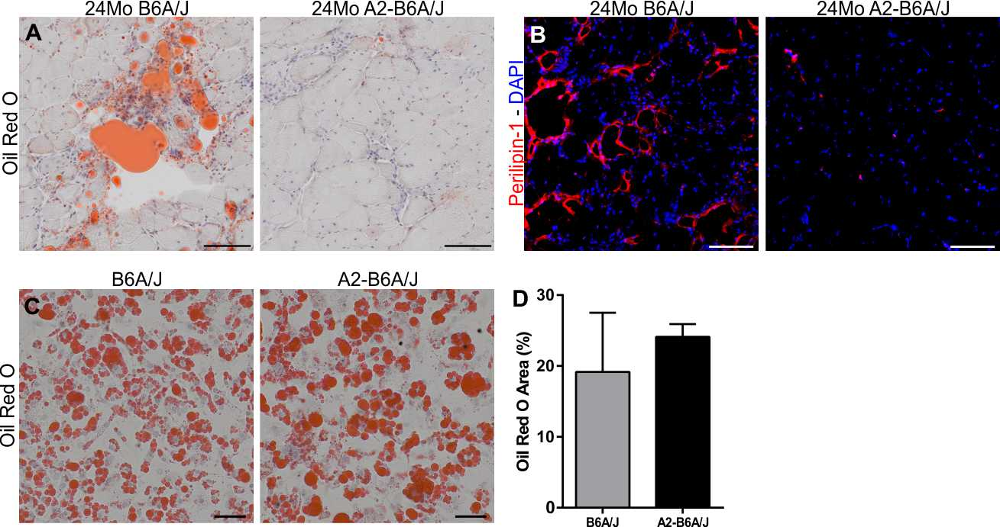 24Mo B6A/J
24Mo A2-B6A/J
A
Oil Red O
24Mo B6A/J
24Mo A2-B6A/J
B
Perilipin-1 - DAPI
B6A/J
A2-B6A/J
C
Oil Red O
D
Oil Red O Area (%)
30
20
10
0
B6A/J
A2-B6A/J